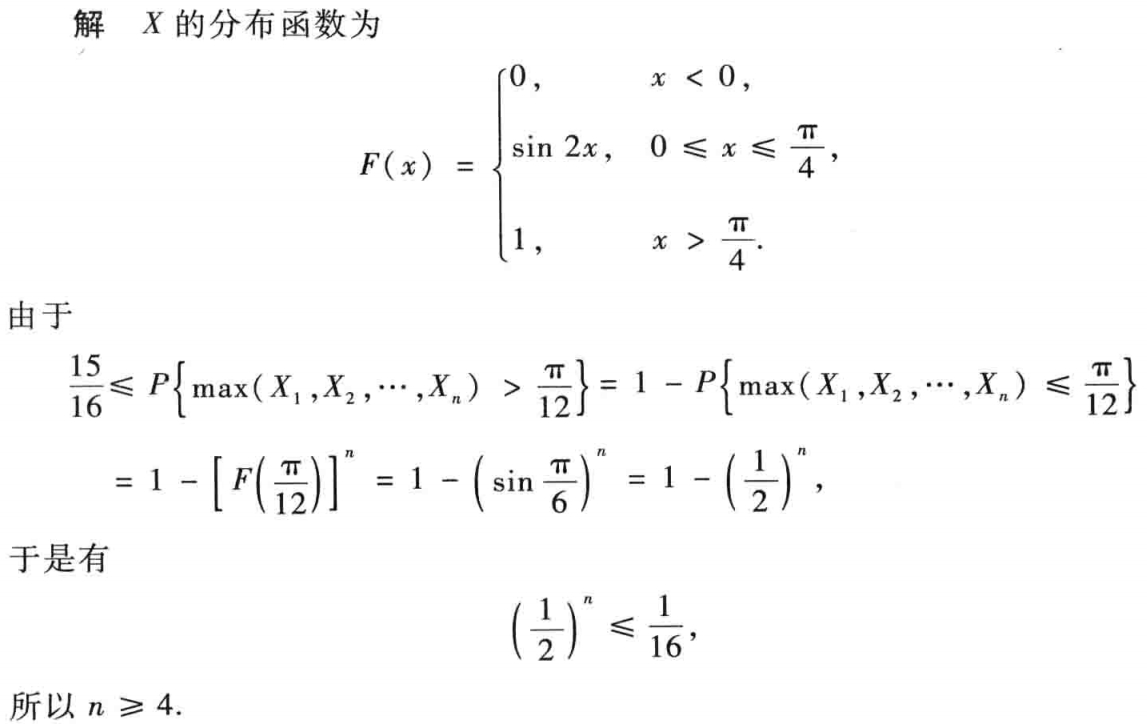 解 X 的分布函数为
F(x) = \begin{cases} 0, & x < 0, \\ \sin 2x, & 0 \leqslant x \leqslant \frac{\pi}{4}, \\ 1, & x > \frac{\pi}{4}. \end{cases}
由于
\frac{15}{16} \leqslant P\left\{\max(X_1, X_2, \cdots, X_n) > \frac{\pi}{12}\right\} = 1 - P\left\{\max(X_1, X_2, \cdots, X_n) \leqslant \frac{\pi}{12}\right\}
= 1 - \left[F\left(\frac{\pi}{12}\right)\right]^n = 1 - \left(\sin \frac{\pi}{6}\right)^n = 1 - \left(\frac{1}{2}\right)^n,
于是有
\left(\frac{1}{2}\right)^n \leqslant \frac{1}{16},
所以 n ⩾ 4.